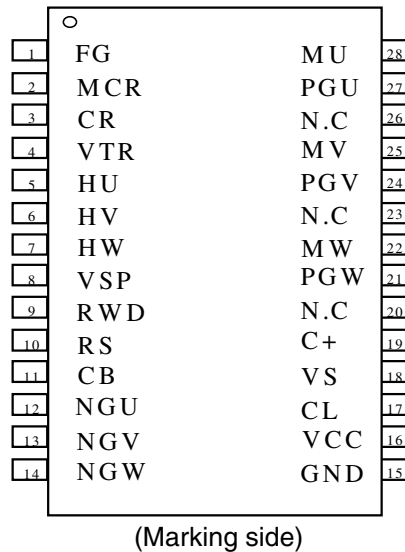 1 FG MU 28
2 MCR PGU 27
3 CR N.C 26
4 VTR MV 25
5 HU PGV 24
6 HV N.C 23
7 HW MW 22
8 VSP PGW 21
9 RWD N.C 20
10 RS C+ 19
11 CB VS 18
12 NGU CL 17
13 NGV VCC 16
14 NGW GND 15
(Marking side)